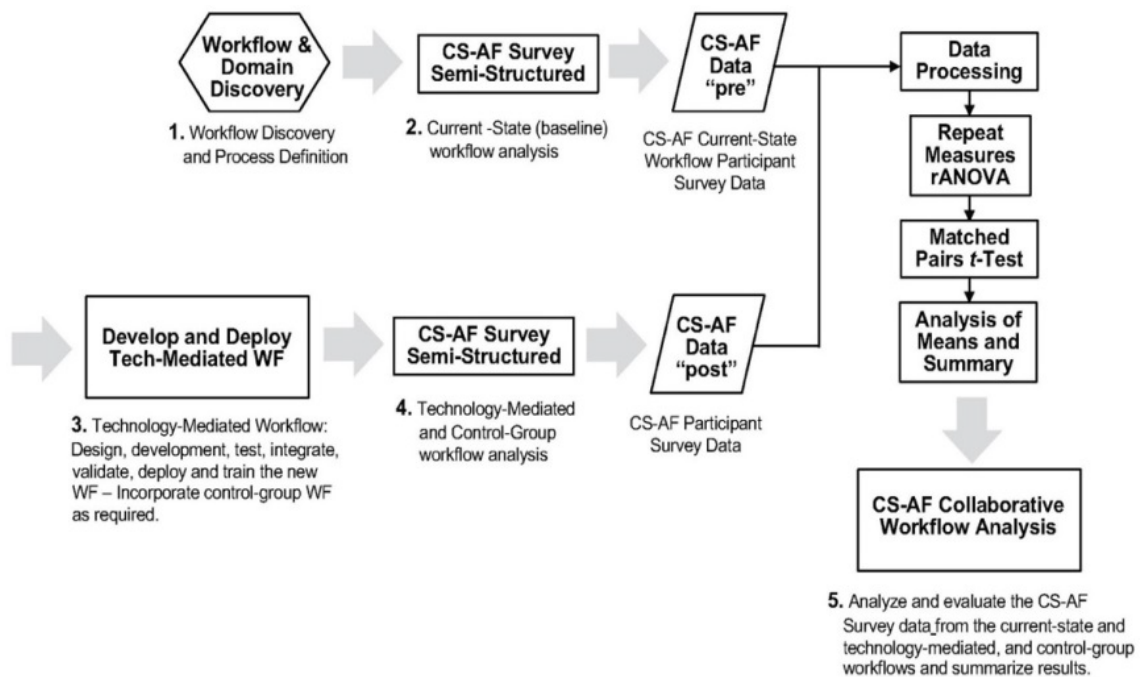 Workflow &
Domain
Discovery
1. Workflow Discovery
and Process Definition
CS-AF Survey
Semi-Structured
2. Current -State (baseline)
workflow analysis
CS-AF
Data
“pre”
CS-AF Current-State
Workflow Participant
Survey Data
Data
Processing
Repeat
Measures
rANOVA
Matched
Pairs t-Test
Analysis of
Means and
Summary
Develop and Deploy
Tech-Mediated WF
3. Technology-Mediated Workflow:
Design, development, test, integrate,
validate, deploy and train the new
WF – Incorporate control-group WF
as required.
CS-AF Survey
Semi-Structured
4. Technology-Mediated
and Control-Group
workflow analysis
CS-AF
Data
“post”
CS-AF Participant
Survey Data
CS-AF Collaborative
Workflow Analysis
5. Analyze and evaluate the CS-AF
Survey data_from the current-state and
technology-mediated, and control-group
workflows and summarize results.